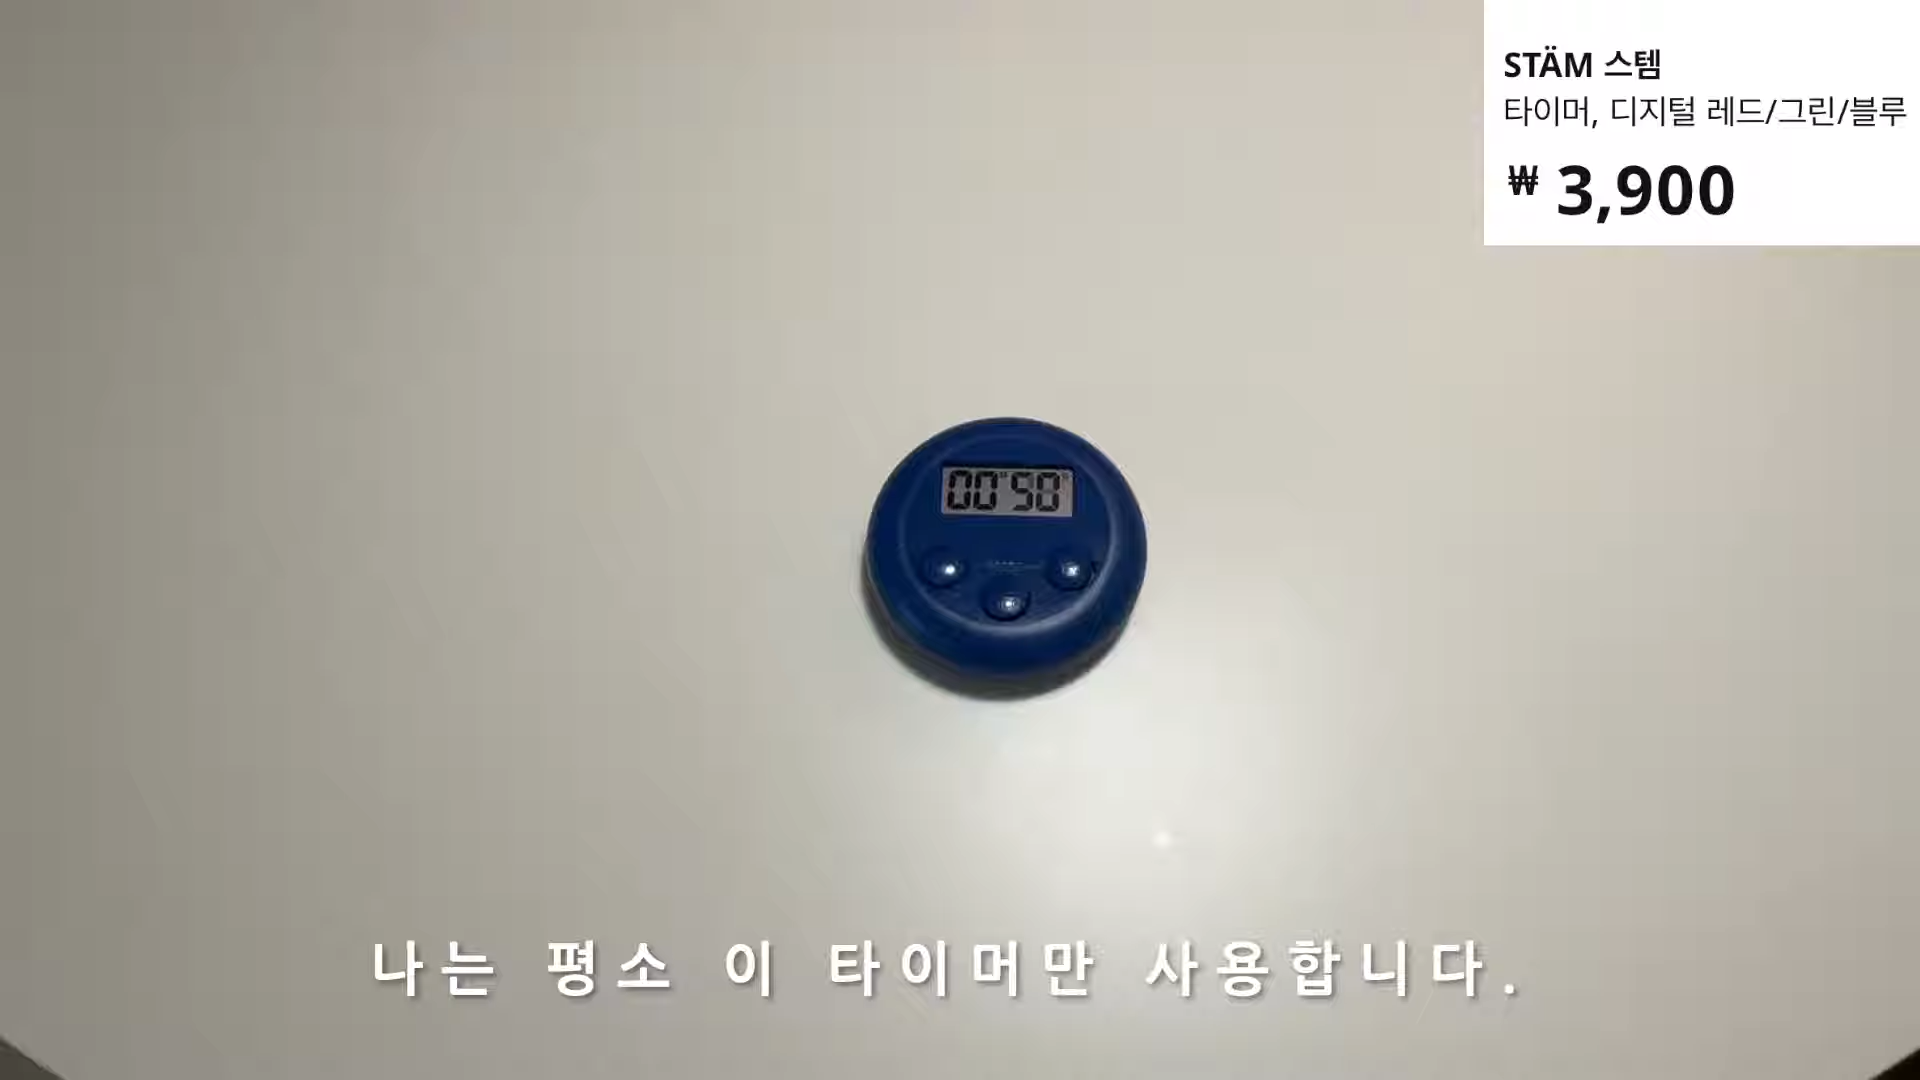 STÄM 스템
타이머, 디지털 레드/그린/블루
₩ 3,900
00 50
나는 평소 이 타이머만 사용합니다.